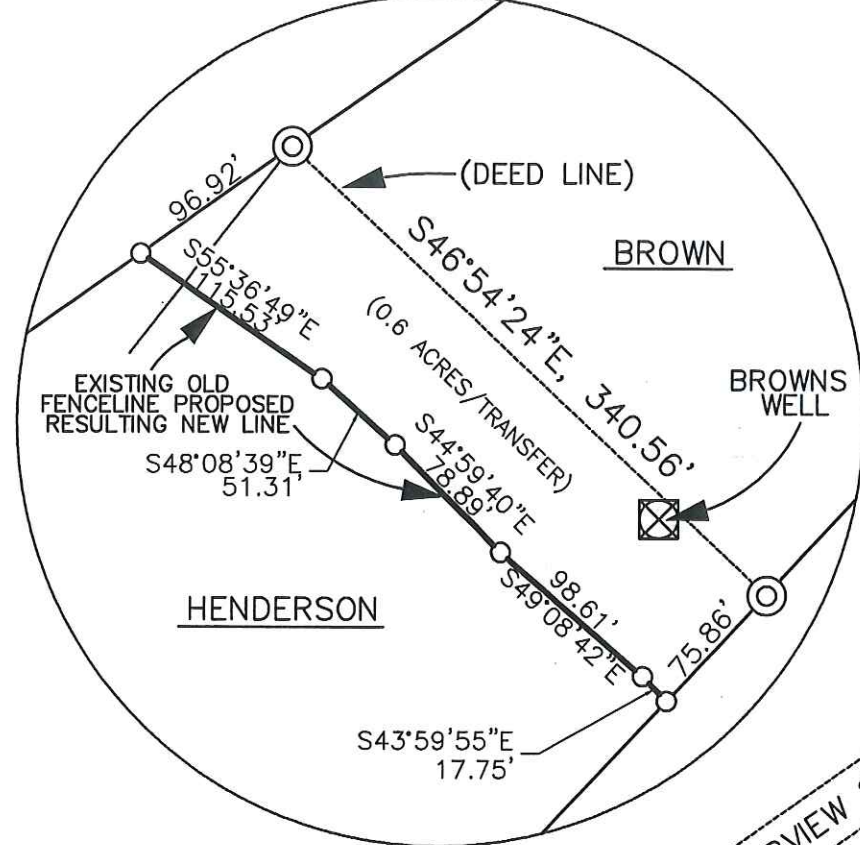 96.92'
(DEED LINE)
S46°54'24"E, 340.56'
BROWN
S55°36'49"E
115.53'
(0.6 ACRES/TRANSFER)
EXISTING OLD
FENCELINE PROPOSED
RESULTING NEW LINE
BROWNS
WELL
S48°08'39"E
51.31'
S44°59'40"E
78.89'
HENDERSON
98.61'
S49°08'42"E
75.86'
S43°59'55"E
17.75'